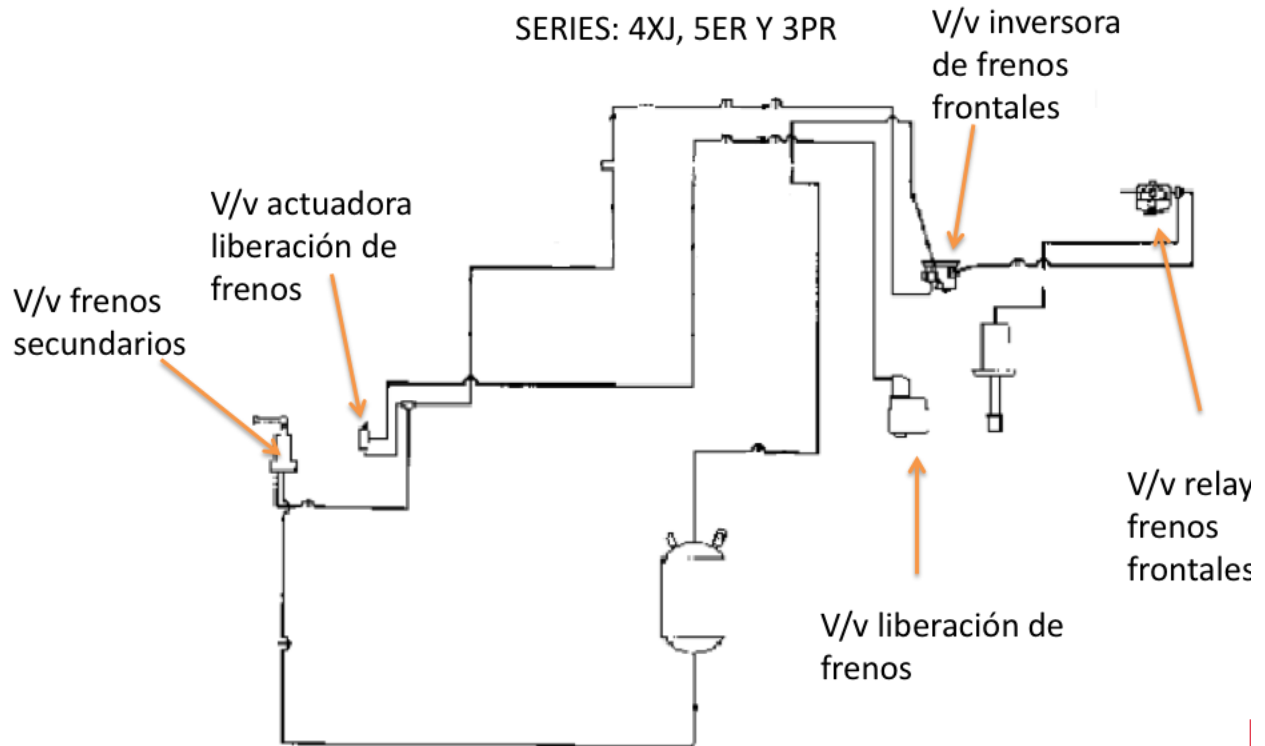 SERIES: 4XJ, 5ER Y 3PR
V/v inversora
de frenos
frontales
V/v actuadora
liberación de
frenos
V/v frenos
secundarios
V/v relay
frenos
frontales
V/v liberación de
frenos